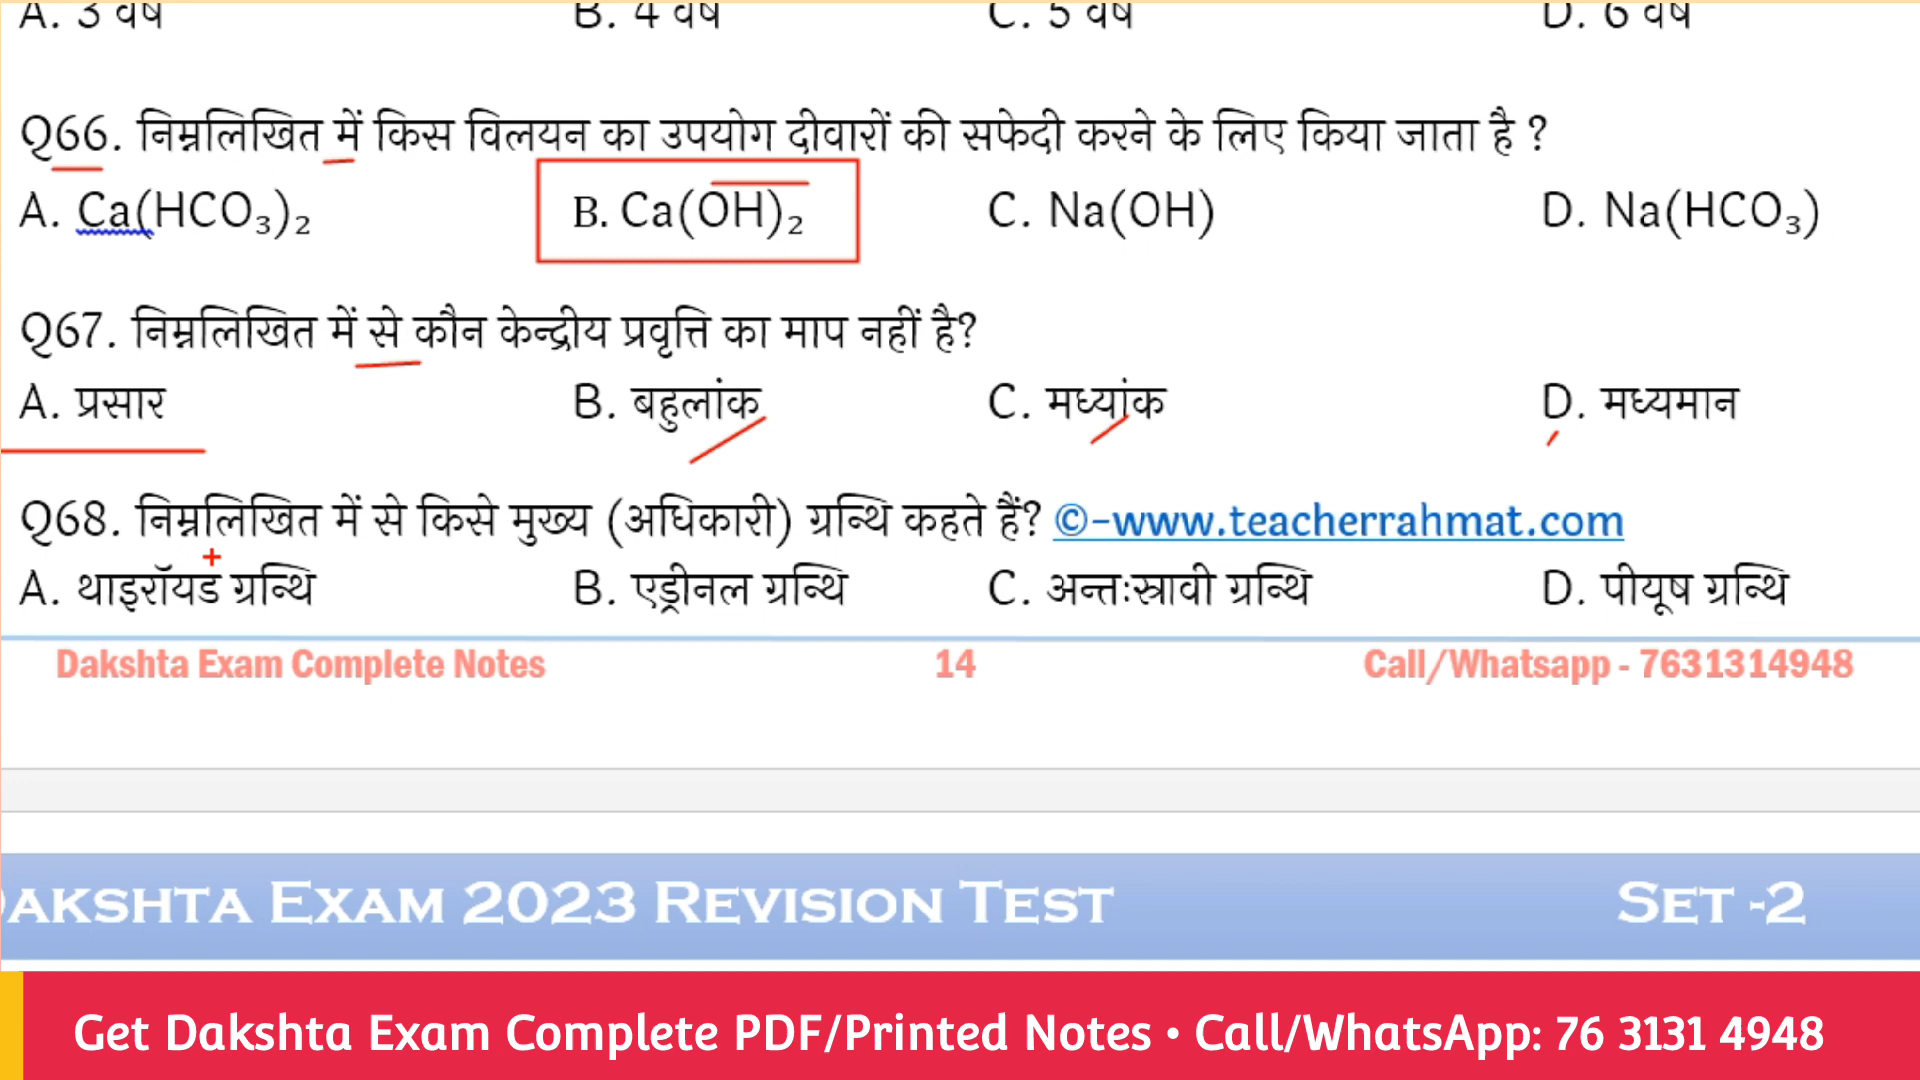 A. 3 वर्ष B. 4 वर्ष C. 5 वर्ष D. 6 वर्ष
Q66. निम्नलिखित में किस विलयन का उपयोग दीवारों की सफेदी करने के लिए किया जाता है ?
A. Ca(HCO₃)₂ B. Ca(OH)₂ C. Na(OH) D. Na(HCO₃)
Q67. निम्नलिखित में से कौन केन्द्रीय प्रवृत्ति का माप नहीं है?
A. प्रसार B. बहुलांक C. मध्यांक D. मध्यमान
Q68. निम्नलिखित में से किसे मुख्य (अधिकारी) ग्रन्थि कहते हैं? ©-www.teacherrahmat.com
A. थाइरॉयड ग्रन्थि B. एड्रीनल ग्रन्थि C. अन्तःस्रावी ग्रन्थि D. पीयूष ग्रन्थि
Dakshta Exam Complete Notes 14 Call/Whatsapp - 7631314948
DAKSHTA EXAM 2023 REVISION TEST SET -2
Get Dakshta Exam Complete PDF/Printed Notes • Call/WhatsApp: 76 3131 4948